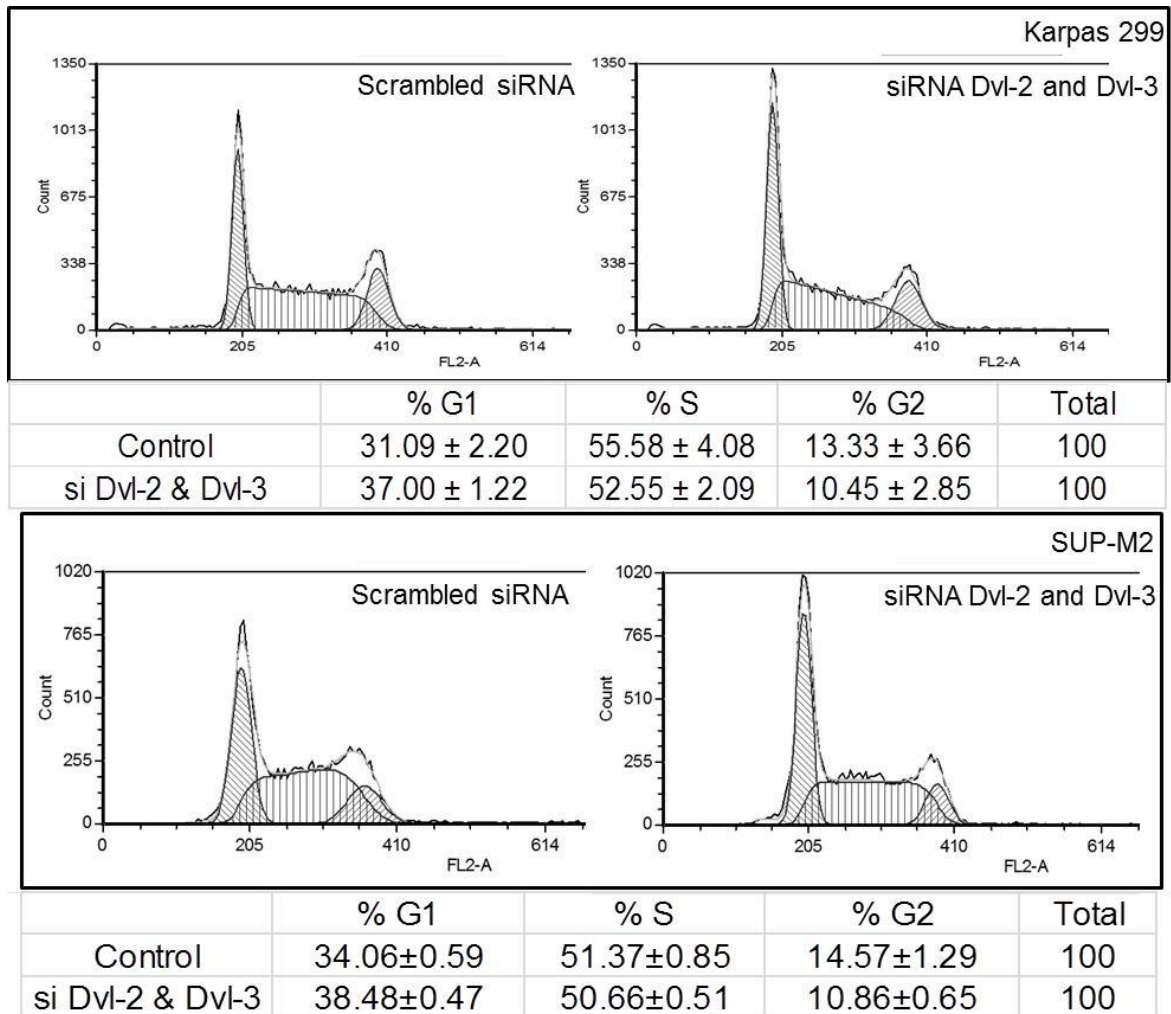 Karpas 299
Scrambled siRNA
1350
1013
675
338
0
Count
0 205 410 614
FL2-A
siRNA Dvl-2 and Dvl-3
1350
1013
675
338
0
Count
0 205 410 614
FL2-A
% G1 % S % G2 Total
Control 31.09 ± 2.20 55.58 ± 4.08 13.33 ± 3.66 100
si Dvl-2 & Dvl-3 37.00 ± 1.22 52.55 ± 2.09 10.45 ± 2.85 100
SUP-M2
Scrambled siRNA
1020
765
510
255
0
Count
0 205 410 614
FL2-A
siRNA Dvl-2 and Dvl-3
1020
765
510
255
0
Count
0 205 410 614
FL2-A
% G1 % S % G2 Total
Control 34.06±0.59 51.37±0.85 14.57±1.29 100
si Dvl-2 & Dvl-3 38.48±0.47 50.66±0.51 10.86±0.65 100